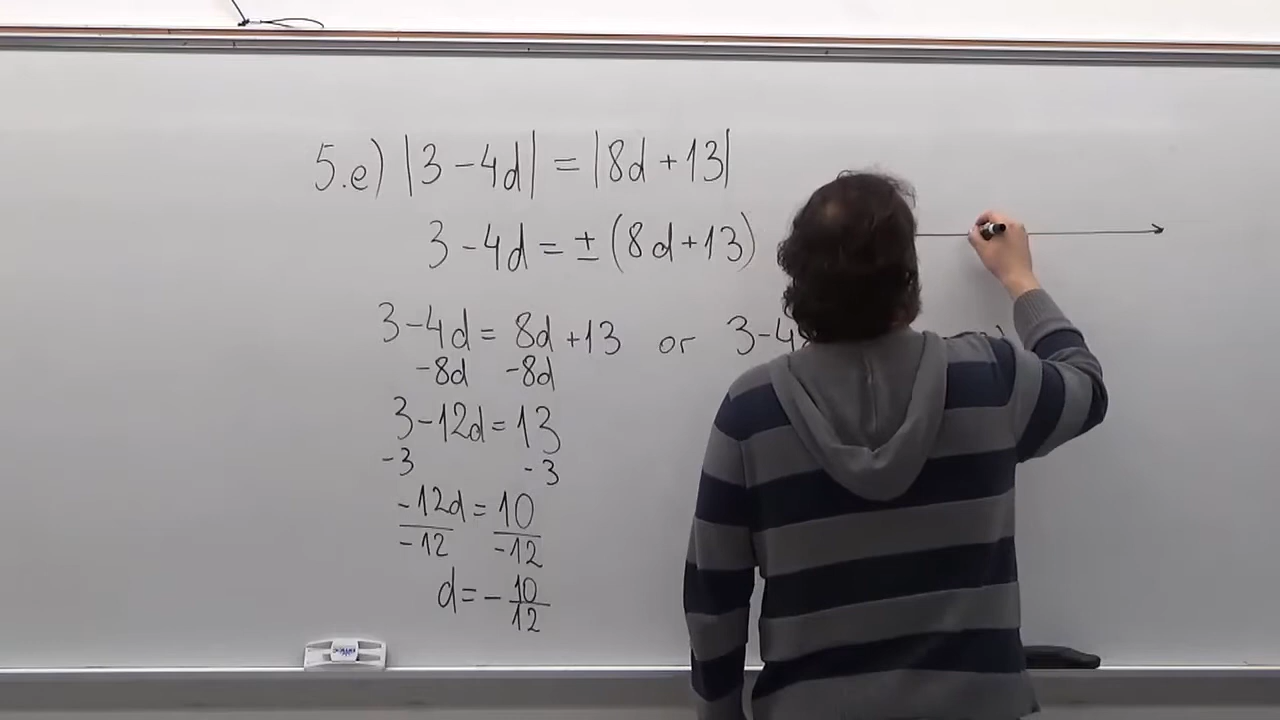 5.e) |3-4d| = |8d+13|
3-4d = ± (8d+13)
3-4d = 8d+13 or 3-4
-8d -8d
3-12d = 13
-3 -3
-12d = 10
-12 -12
d = - 10
12